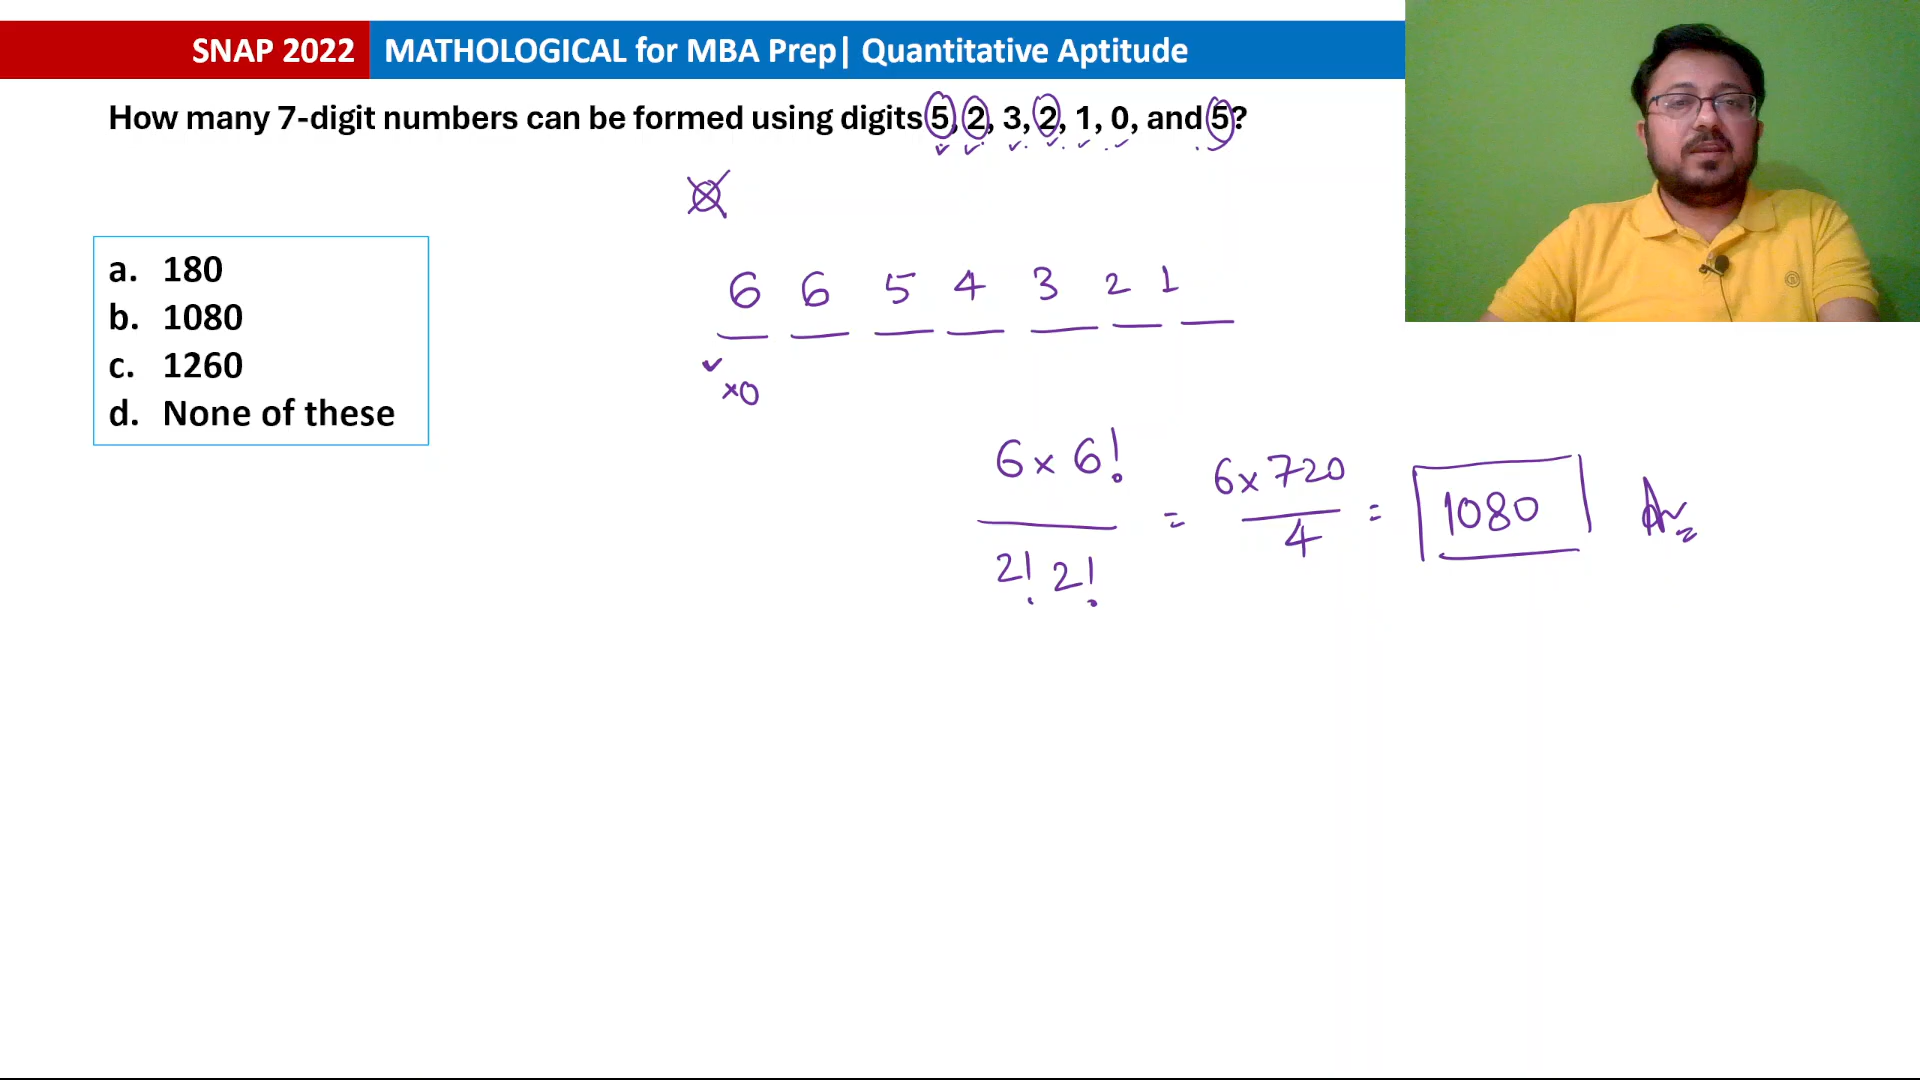 SNAP 2022 MATHOLOGICAL for MBA Prep| Quantitative Aptitude
How many 7-digit numbers can be formed using digits 5, 2, 3, 2, 1, 0, and 5?
a. 180
b. 1080
c. 1260
d. None of these
6 6 5 4 3 2 1
×0
6 × 6! / 2! 2! = 6 × 720 / 4 = 1080